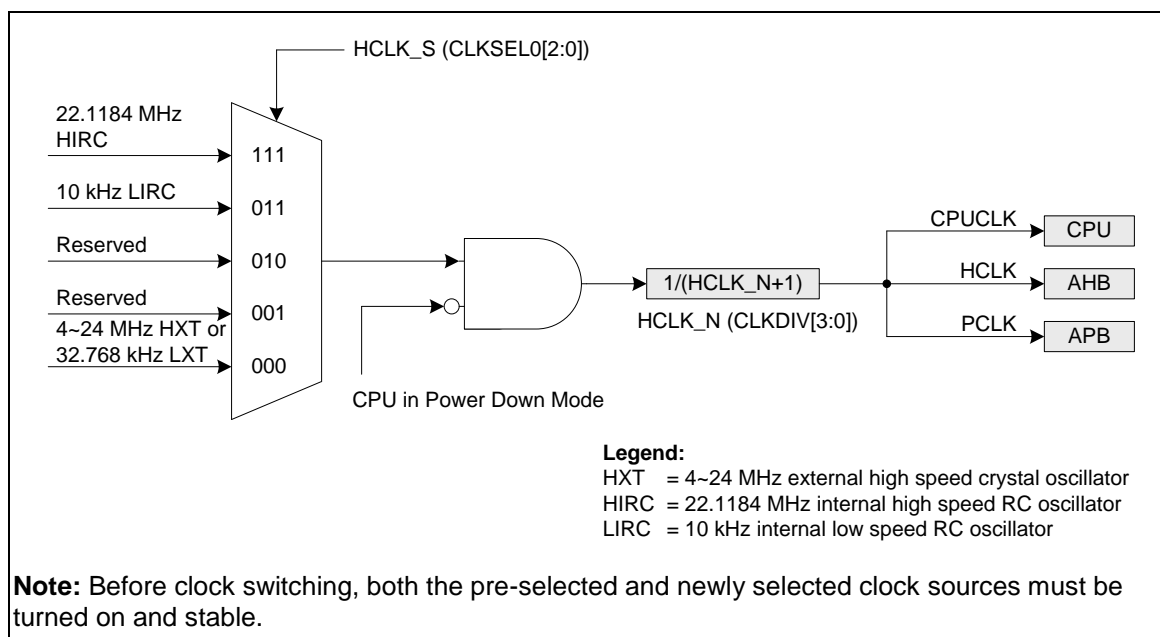 HCLK_S (CLKSEL0[2:0])
22.1184 MHz
HIRC
111
10 kHz LIRC
011
Reserved
010
Reserved
001
4~24 MHz HXT or
32.768 kHz LXT
000
CPU in Power Down Mode
1/(HCLK_N+1)
HCLK_N (CLKDIV[3:0])
CPUCLK
CPU
HCLK
AHB
PCLK
APB
Legend:
HXT = 4~24 MHz external high speed crystal oscillator
HIRC = 22.1184 MHz internal high speed RC oscillator
LIRC = 10 kHz internal low speed RC oscillator
Note: Before clock switching, both the pre-selected and newly selected clock sources must be
turned on and stable.